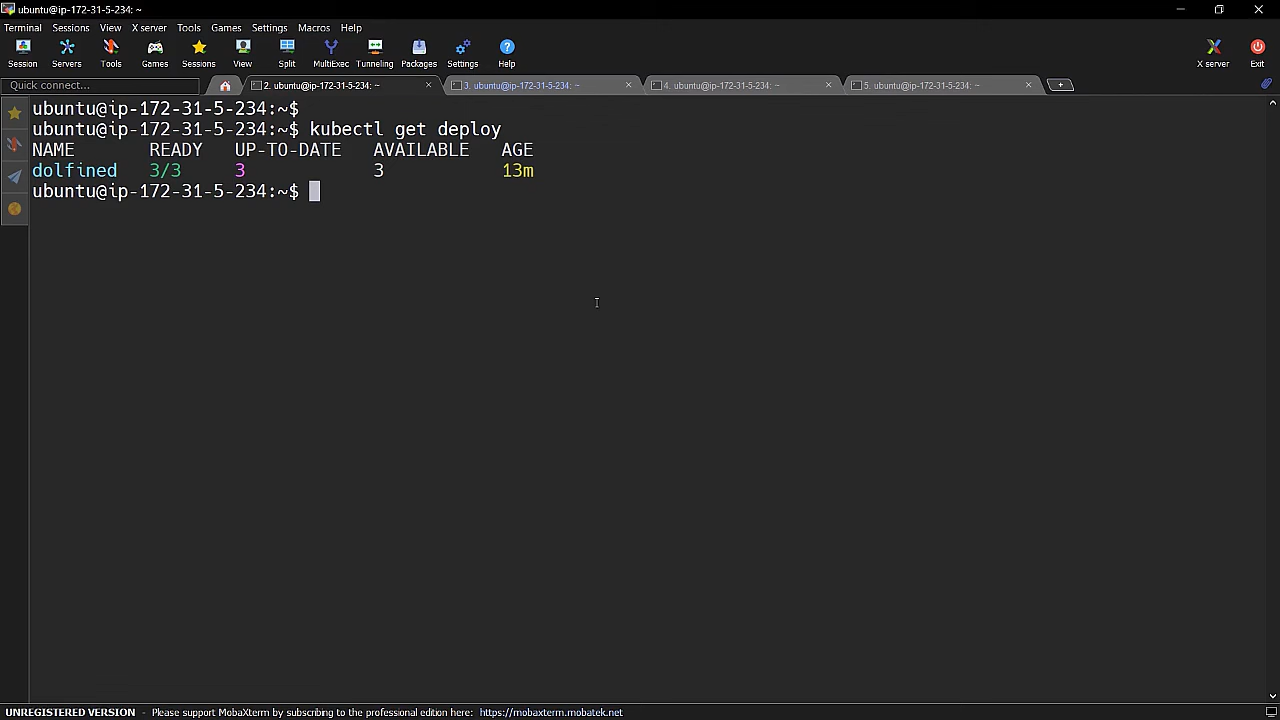 ubuntu@ip-172-31-5-234: ~
Terminal Sessions View X server Tools Games Settings Macros Help
Session Servers Tools Games Sessions View Split MultiExec Tunneling Packages Settings Help X server Exit
Quick connect... 2. ubuntu@ip-172-31-5-234: ~ 3. ubuntu@ip-172-31-5-234: ~ 4. ubuntu@ip-172-31-5-234: ~ 5. ubuntu@ip-172-31-5-234: ~
ubuntu@ip-172-31-5-234:~$
ubuntu@ip-172-31-5-234:~$ kubectl get deploy
NAME READY UP-TO-DATE AVAILABLE AGE
dolfined 3/3 3 3 13m
ubuntu@ip-172-31-5-234:~$
UNREGISTERED VERSION - Please support MobaXterm by subscribing to the professional edition here: https://mobaxterm.mobatek.net